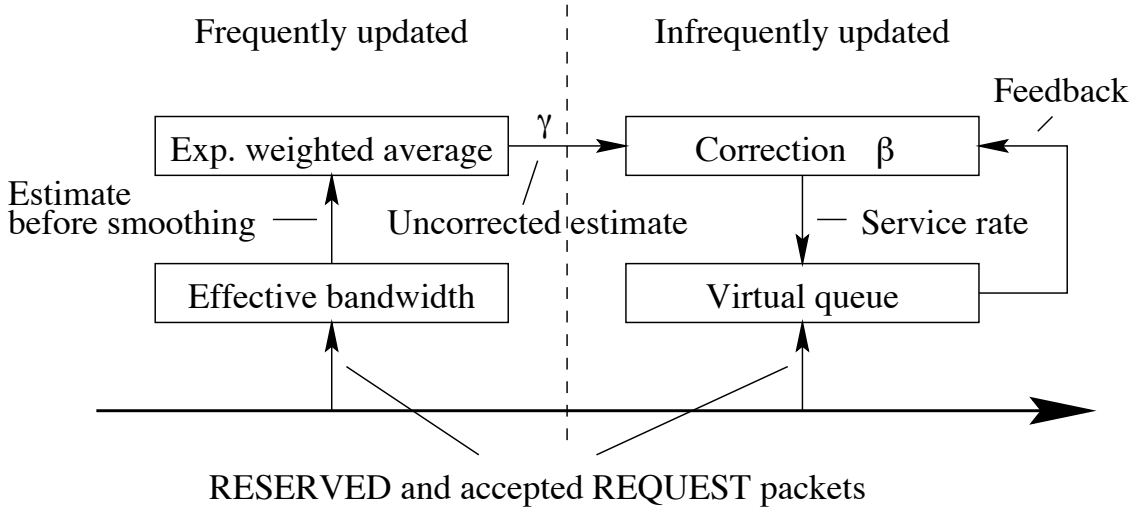 Frequently updated
Infrequently updated
Feedback
γ
Exp. weighted average
Correction β
Estimate
before smoothing
Uncorrected estimate
Service rate
Effective bandwidth
Virtual queue
RESERVED and accepted REQUEST packets